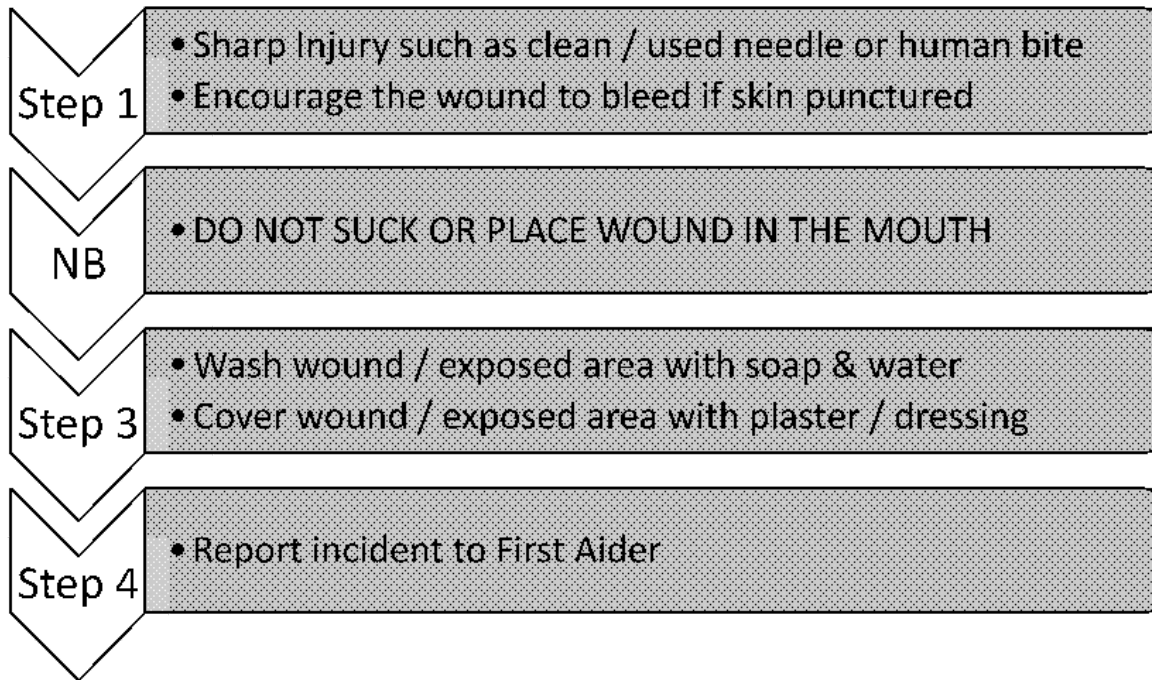 Step 1
• Sharp Injury such as clean / used needle or human bite
• Encourage the wound to bleed if skin punctured
NB
• DO NOT SUCK OR PLACE WOUND IN THE MOUTH
Step 3
• Wash wound / exposed area with soap & water
• Cover wound / exposed area with plaster / dressing
Step 4
• Report incident to First Aider